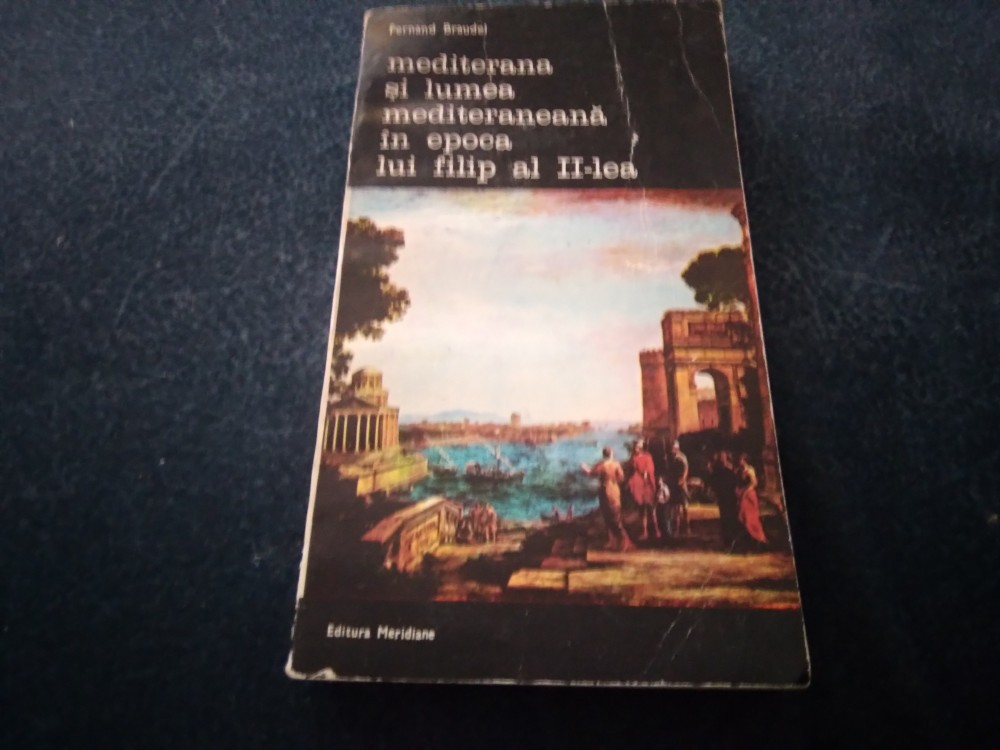 Fernand Braudel
mediterana
și lumea
mediteraneană
în epoca
lui filip al II-lea
Editura Meridiane